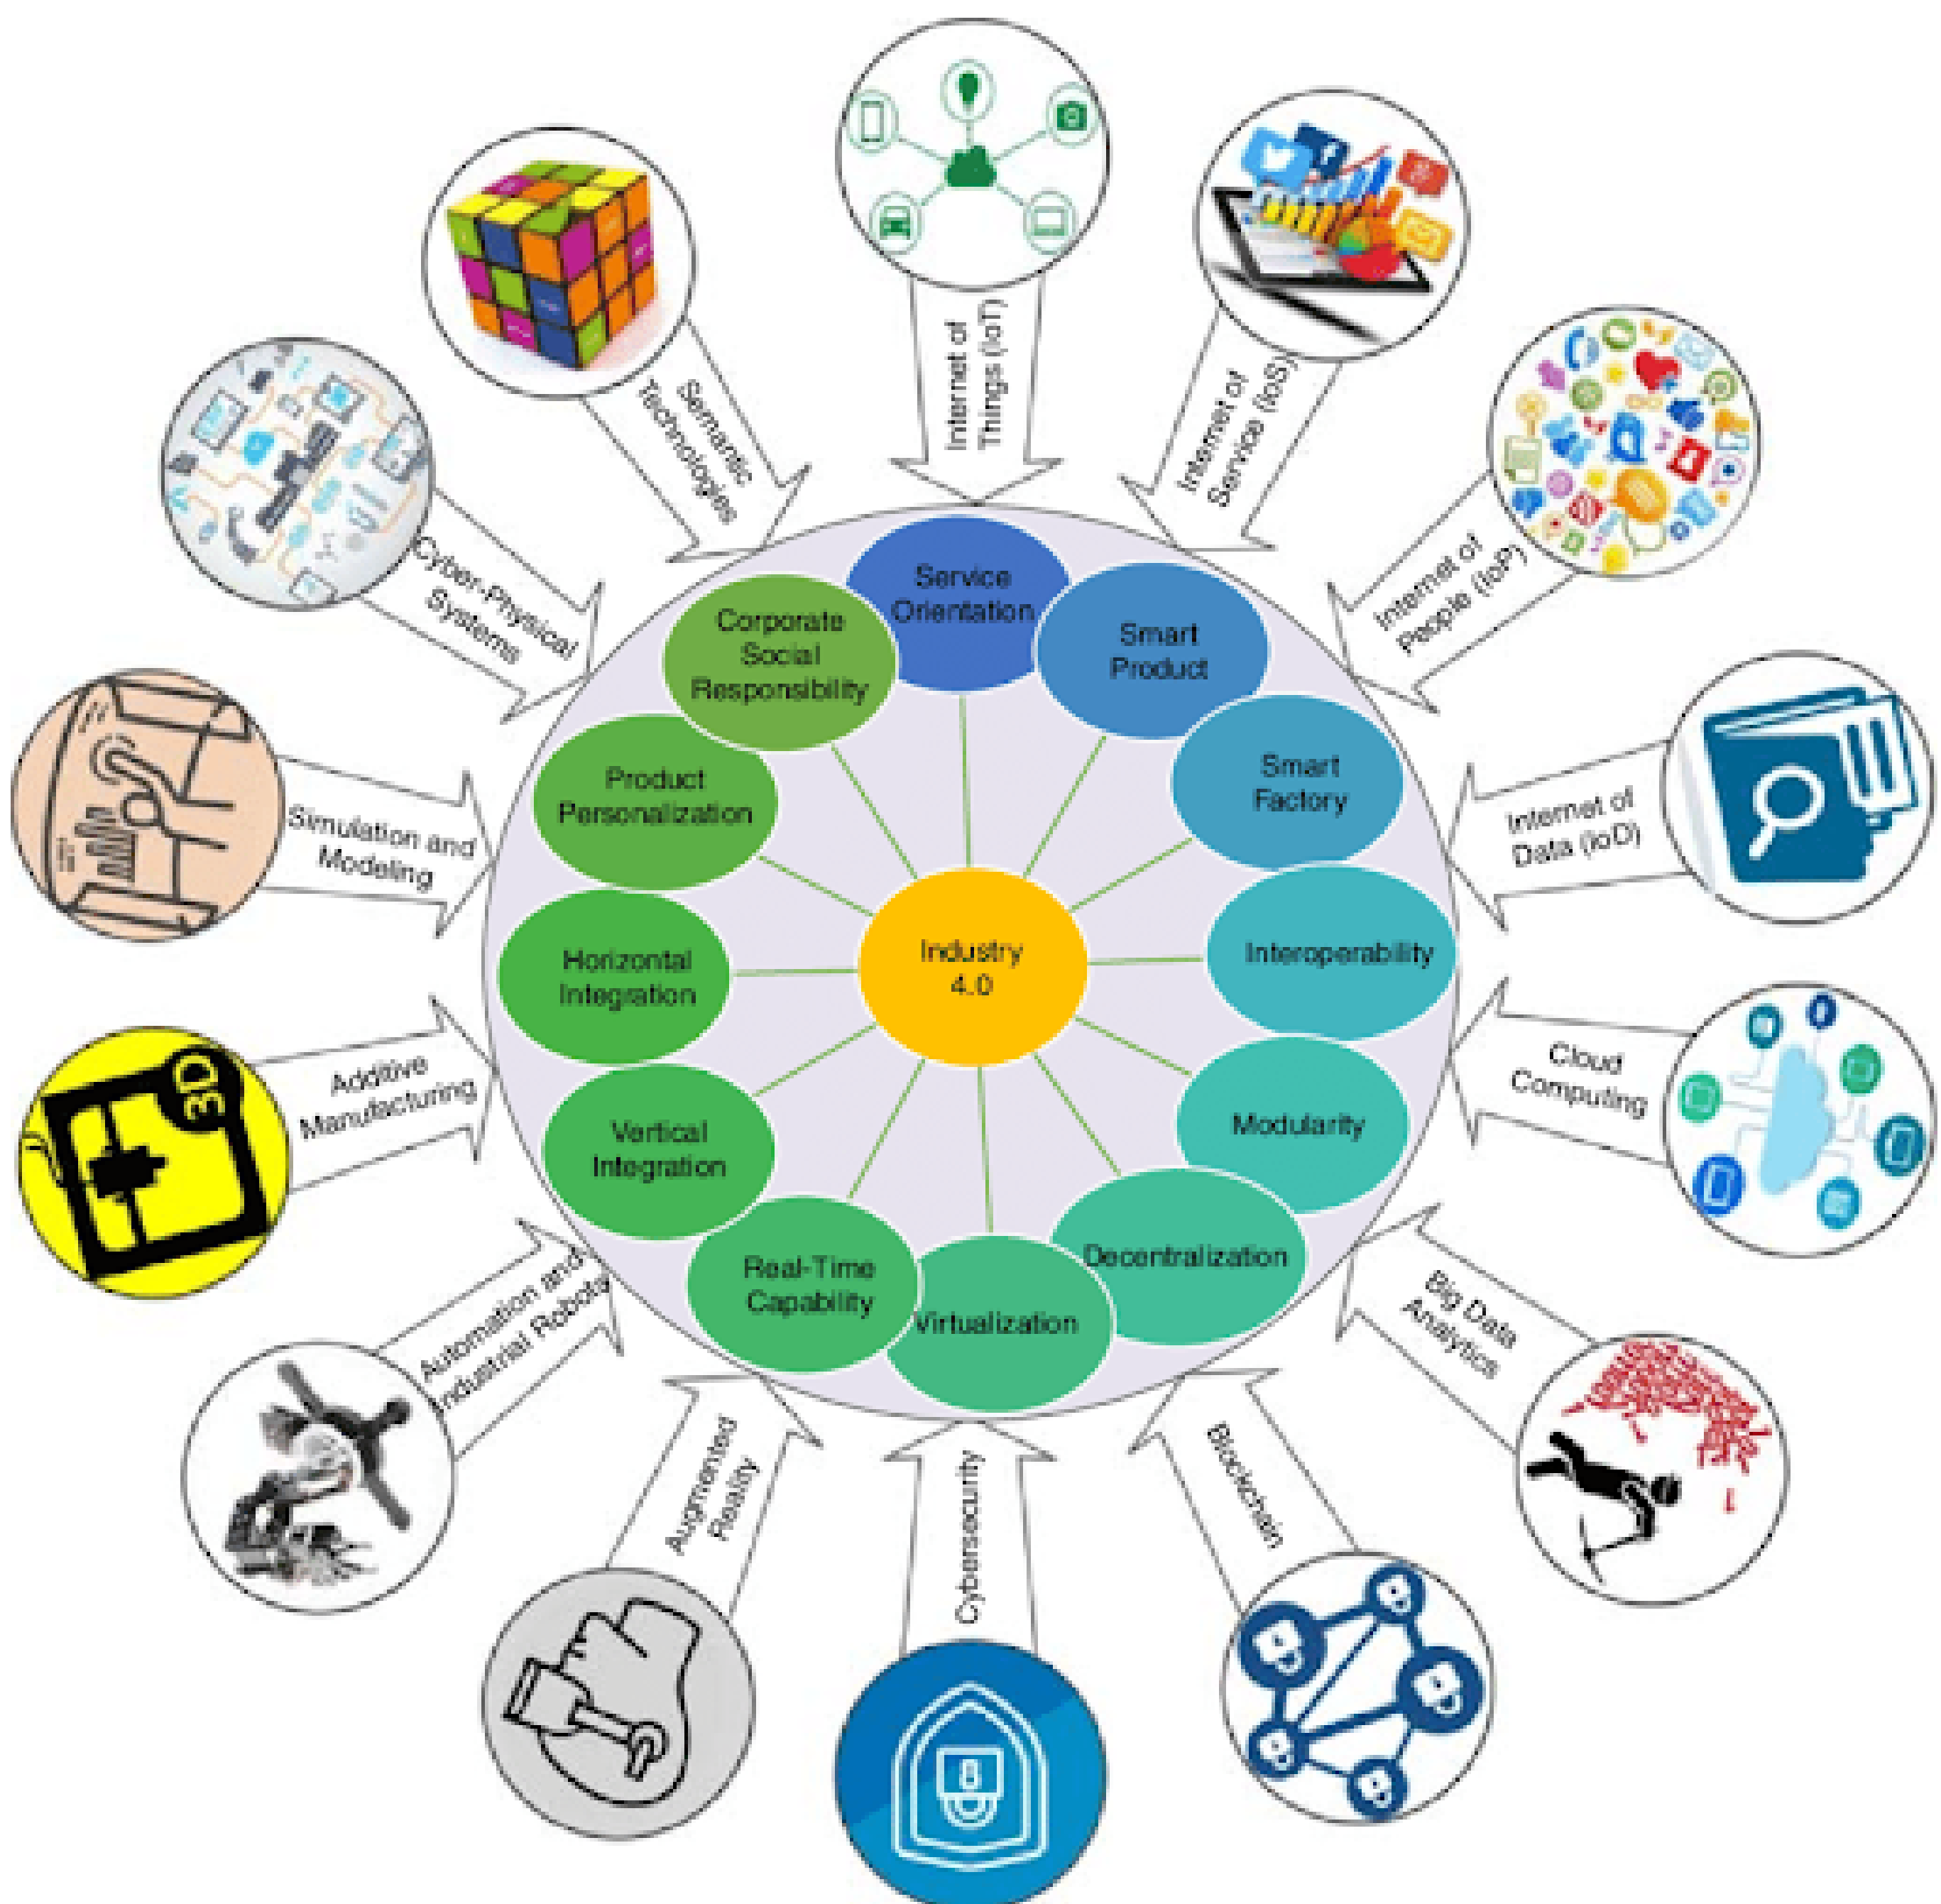 Internet of
Things (IoT)
Internet of
Service (IoS)
Internet of
People (IoP)
Internet of
Data (IoD)
Cloud
Computing
Big Data
Analytics
Blockchain
Cybersecurity
Augmented
Reality
Automation and
Industrial Robots
Additive
Manufacturing
3D
Simulation and
Modeling
Cyber-Physical
Systems
Semantic
Technologies
Service
Orientation
Smart
Product
Smart
Factory
Interoperability
Modularity
Decentralization
Virtualization
Real-Time
Capability
Vertical
Integration
Horizontal
Integration
Product
Personalization
Corporate
Social
Responsibility
Industry
4.0